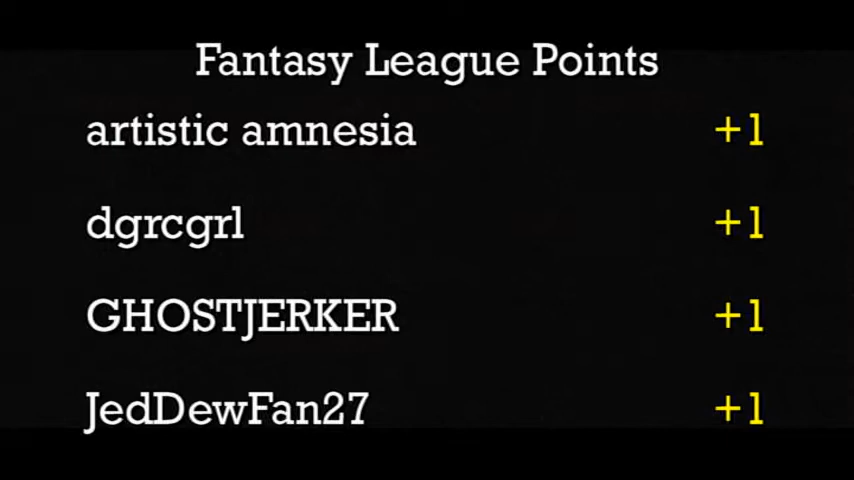 Fantasy League Points
artistic amnesia +1
dgrcgrl +1
GHOSTJERKER +1
JedDewFan27 +1